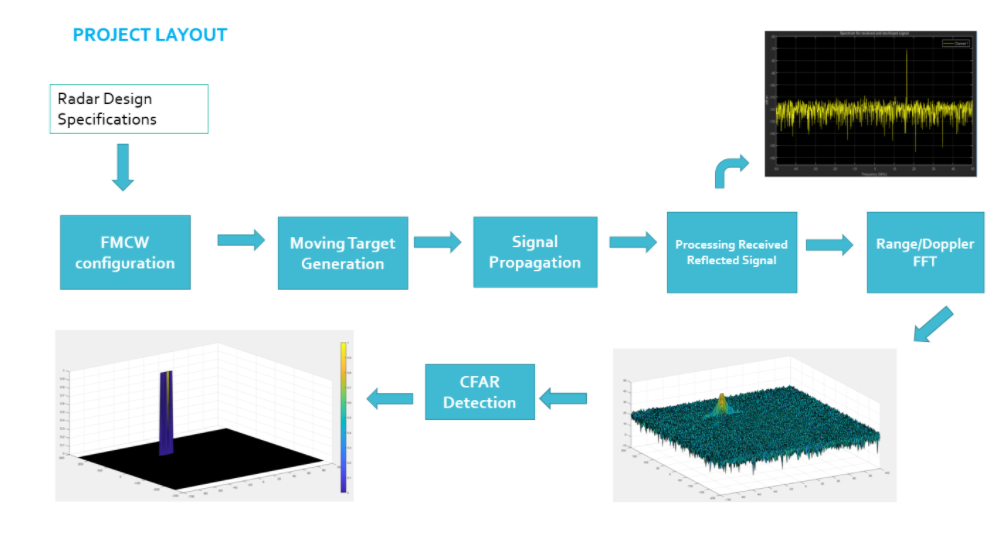 PROJECT LAYOUT
Radar Design
Specifications
FMCW
configuration
Moving Target
Generation
Signal
Propagation
Processing Received
Reflected Signal
Range/Doppler
FFT
CFAR
Detection